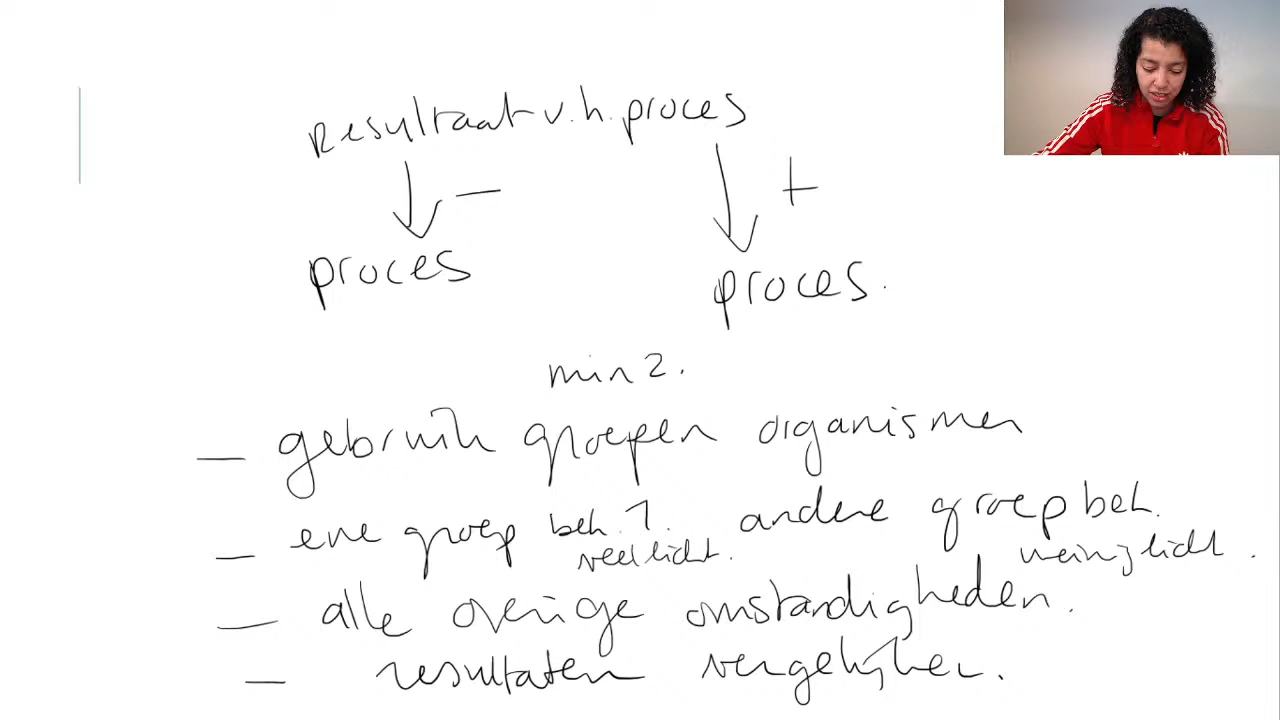 resultaat v.h. proces
– +
proces proces.
min 2.
– gebruik groepen organismen
– ene groep beh. 1. andere groep beh.
veel licht. weinig licht.
– alle overige omstandigheden.
– resultaten vergelijken.